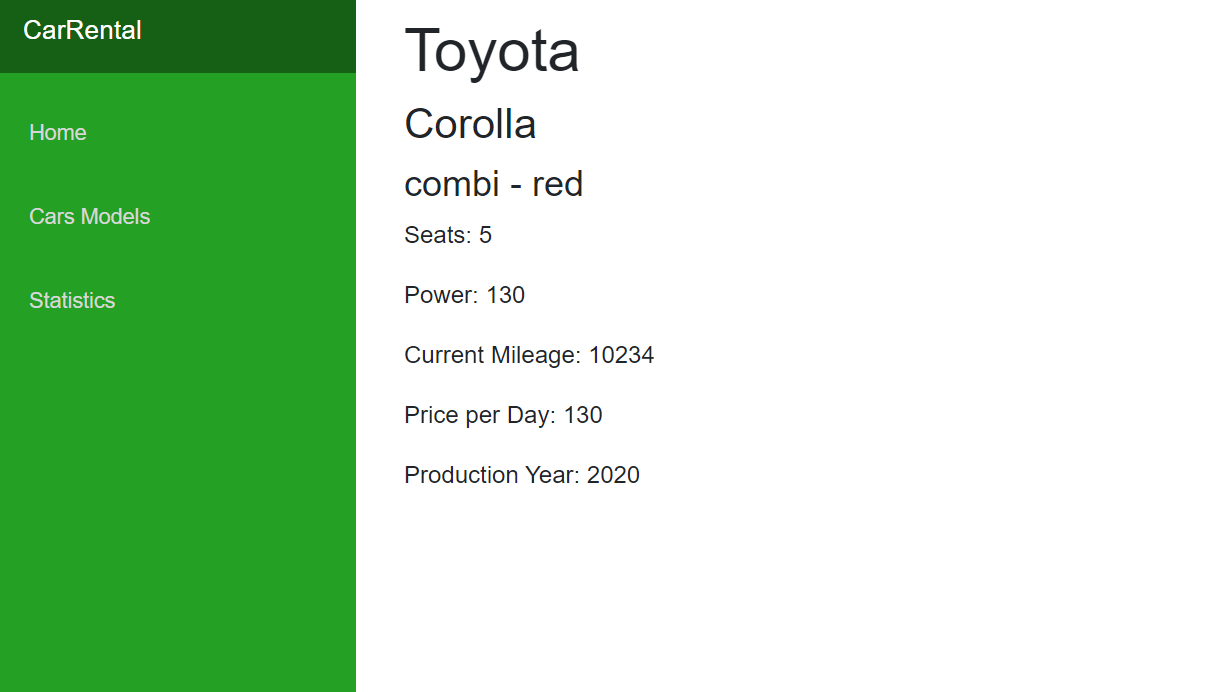 CarRental
Home
Cars Models
Statistics
Toyota
Corolla
combi - red
Seats: 5
Power: 130
Current Mileage: 10234
Price per Day: 130
Production Year: 2020